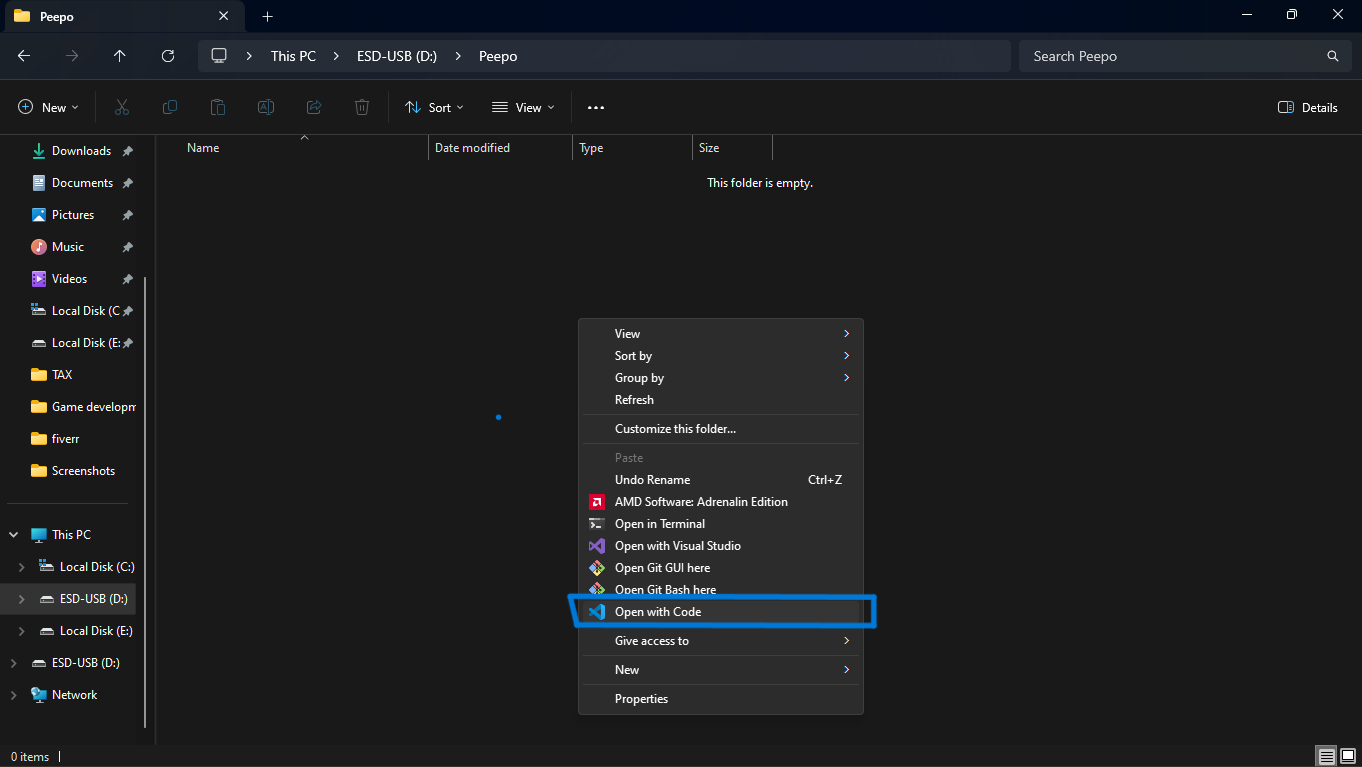 Peepo
This PC > ESD-USB (D:) > Peepo
Search Peepo
New
Sort
View
Details
Name
Date modified
Type
Size
This folder is empty.
Downloads
Documents
Pictures
Music
Videos
Local Disk (C
Local Disk (E:
TAX
Game developm
fiverr
Screenshots
This PC
Local Disk (C:)
ESD-USB (D:)
Local Disk (E:)
ESD-USB (D:)
Network
View
Sort by
Group by
Refresh
Customize this folder...
Paste
Undo Rename Ctrl+Z
AMD Software: Adrenalin Edition
Open in Terminal
Open with Visual Studio
Open Git GUI here
Open Git Bash here
Open with Code
Give access to
New
Properties
0 items